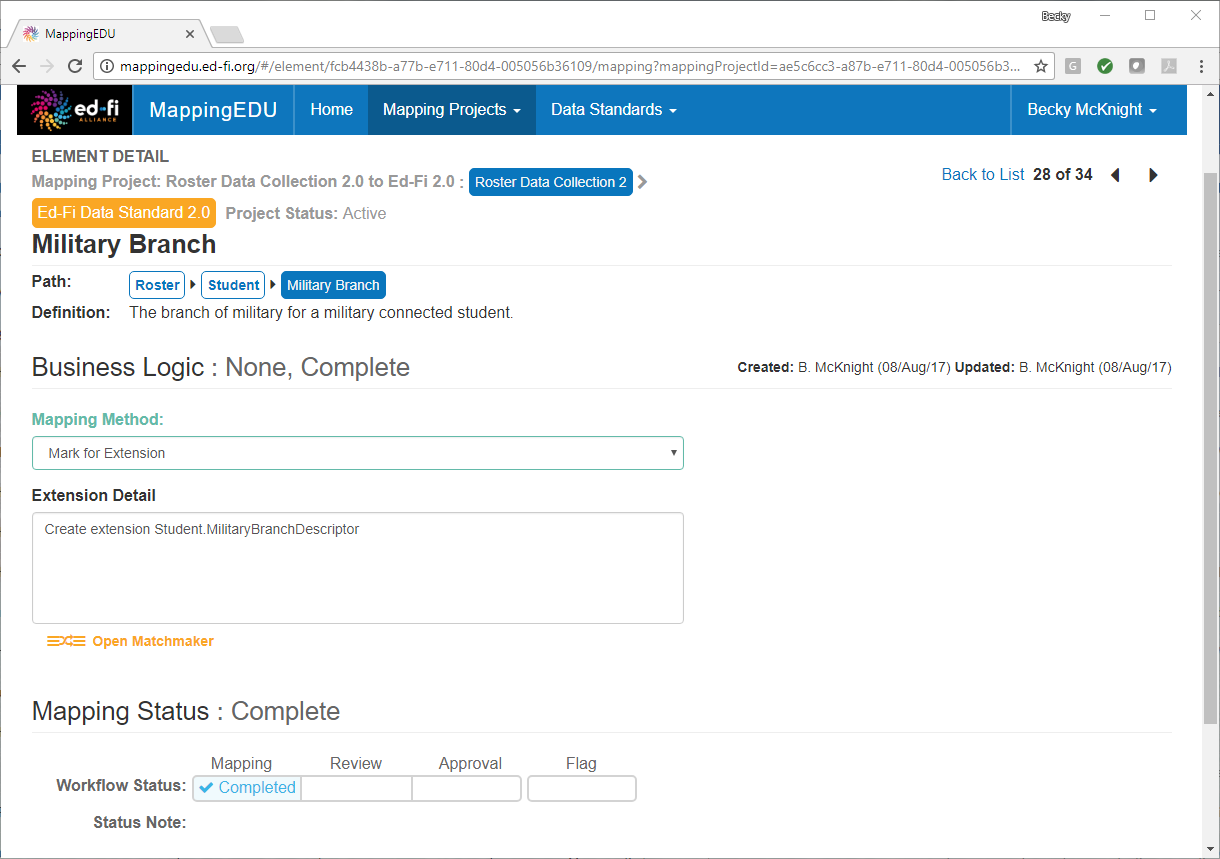 Becky
MappingEDU
mappingedu.ed-fi.org/#/element/fcb4438b-a77b-e711-80d4-005056b36109/mapping?mappingProjectId=ae5c6cc3-a87b-e711-80d4-005056b3...
G
ed-fi
ALLIANCE
MappingEDU
Home
Mapping Projects
Data Standards
Becky McKnight
ELEMENT DETAIL
Mapping Project: Roster Data Collection 2.0 to Ed-Fi 2.0 : Roster Data Collection 2
Back to List 28 of 34
Ed-Fi Data Standard 2.0 Project Status: Active
Military Branch
Path: Roster Student Military Branch
Definition: The branch of military for a military connected student.
Business Logic : None, Complete
Created: B. McKnight (08/Aug/17) Updated: B. McKnight (08/Aug/17)
Mapping Method:
Mark for Extension
Extension Detail
Create extension Student.MilitaryBranchDescriptor
Open Matchmaker
Mapping Status : Complete
Mapping Review Approval Flag
Workflow Status: Completed
Status Note: